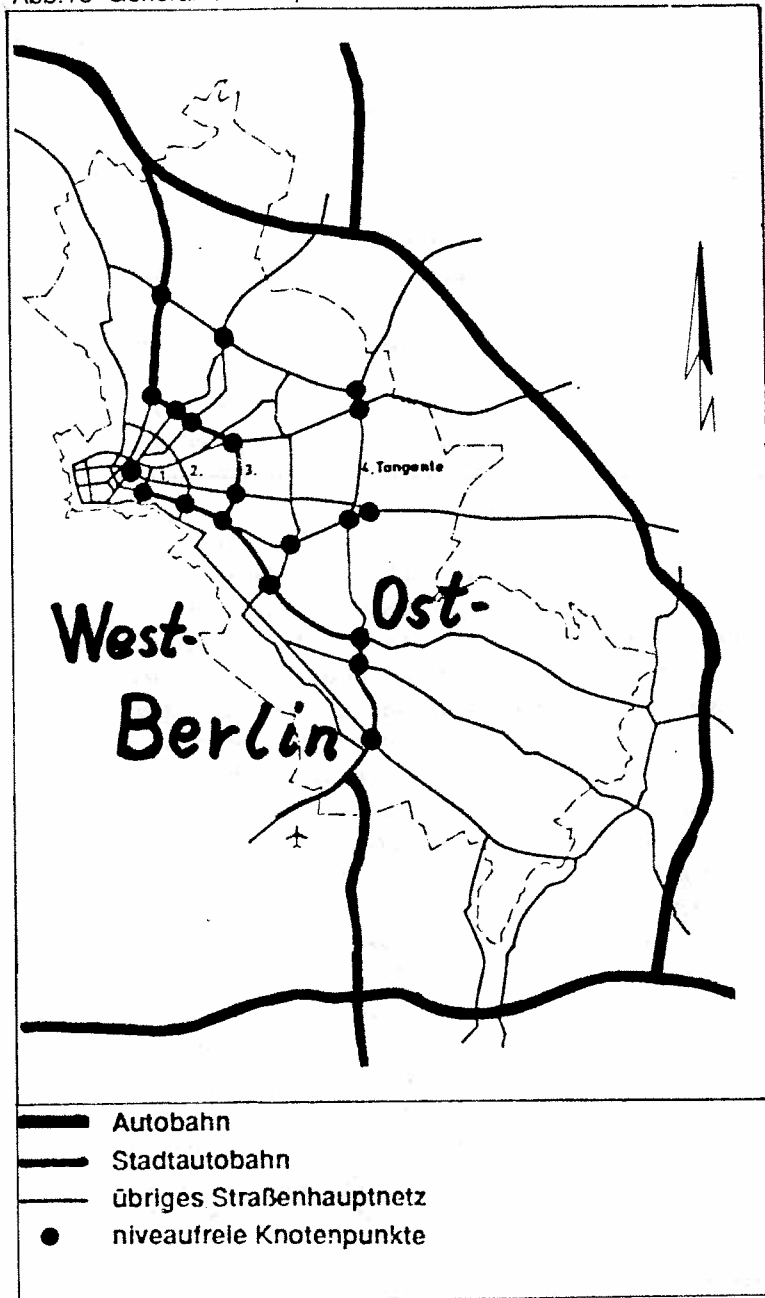 1. 2. 3. 4. Tangente
Ost-
West-
Berlin
Autobahn
Stadtautobahn
übriges Straßenhauptnetz
niveaufreie Knotenpunkte